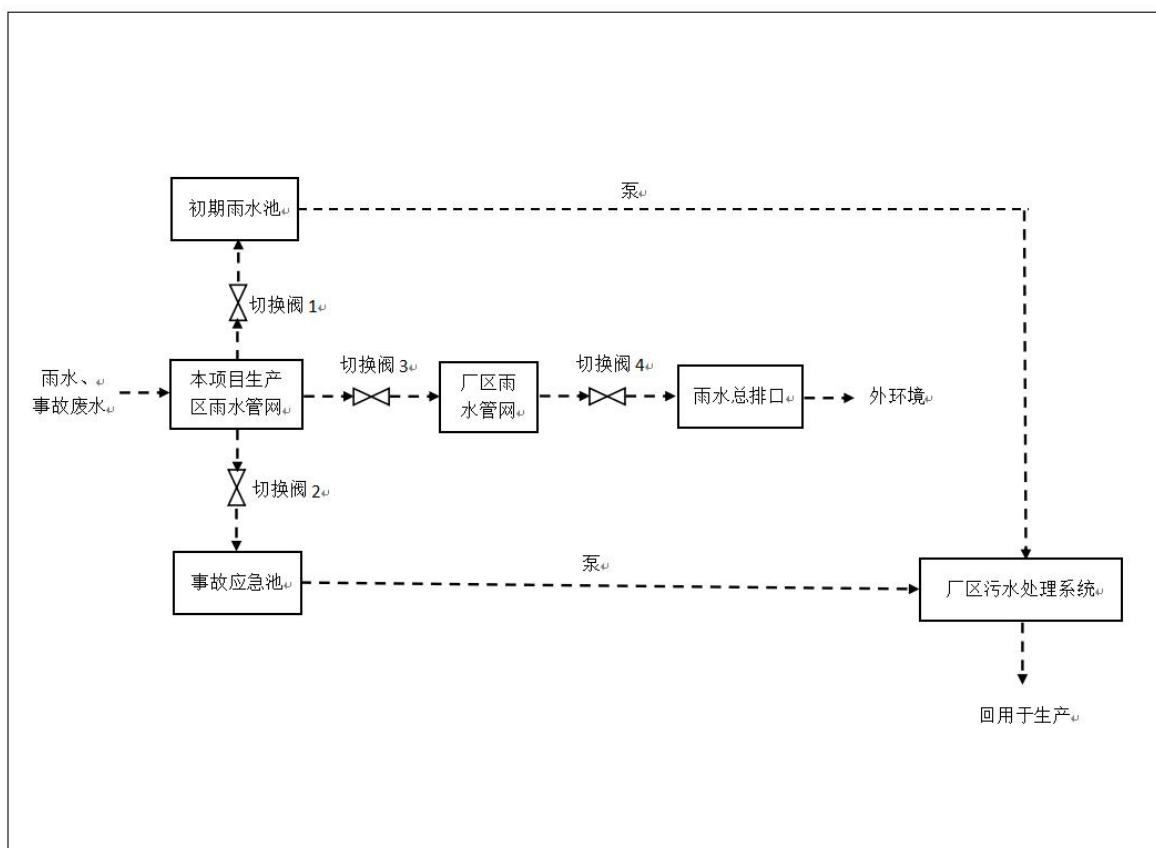 泵
初期雨水池
切换阀 1
雨水、
事故废水
本项目生产
区雨水管网
切换阀 3
厂区雨
水管网
切换阀 4
雨水总排口
外环境
切换阀 2
事故应急池
泵
厂区污水处理系统
回用于生产